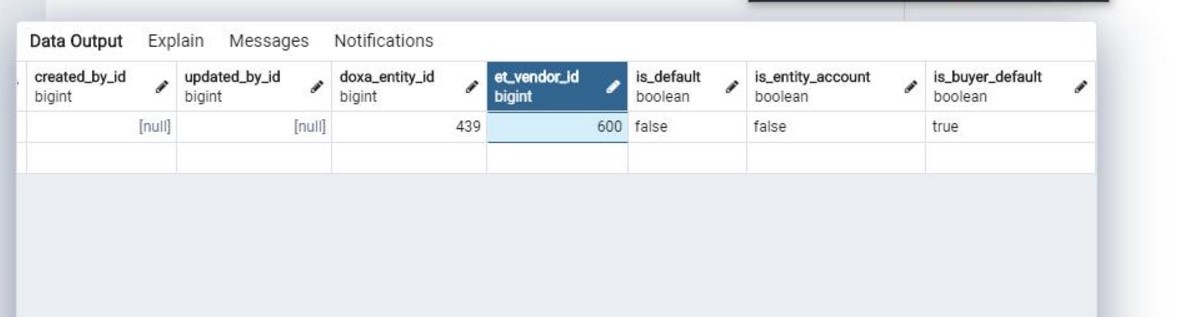 Data Output Explain Messages Notifications
created_by_id updated_by_id doxa_entity_id et_vendor_id is_default is_entity_account is_buyer_default
bigint bigint bigint bigint boolean boolean boolean
[null] [null] 439 600 false false true